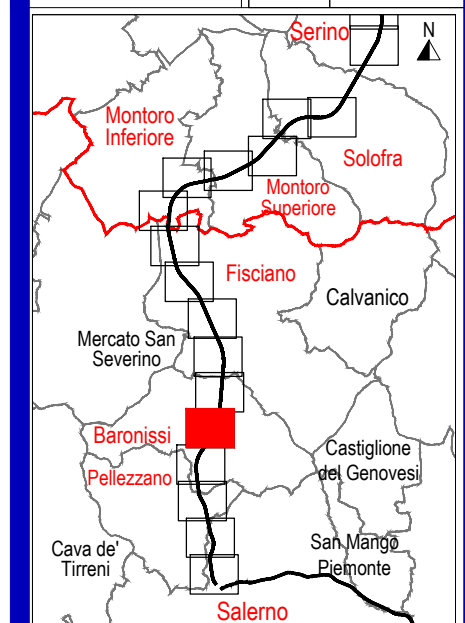 Serino
N
Montoro
Inferiore
Solofra
Montoro
Superiore
Fisciano
Calvanico
Mercato San
Severino
Baronissi
Castiglione
del Genovesi
Pellezzano
Cava de'
Tirreni
San Mango
Piemonte
Salerno